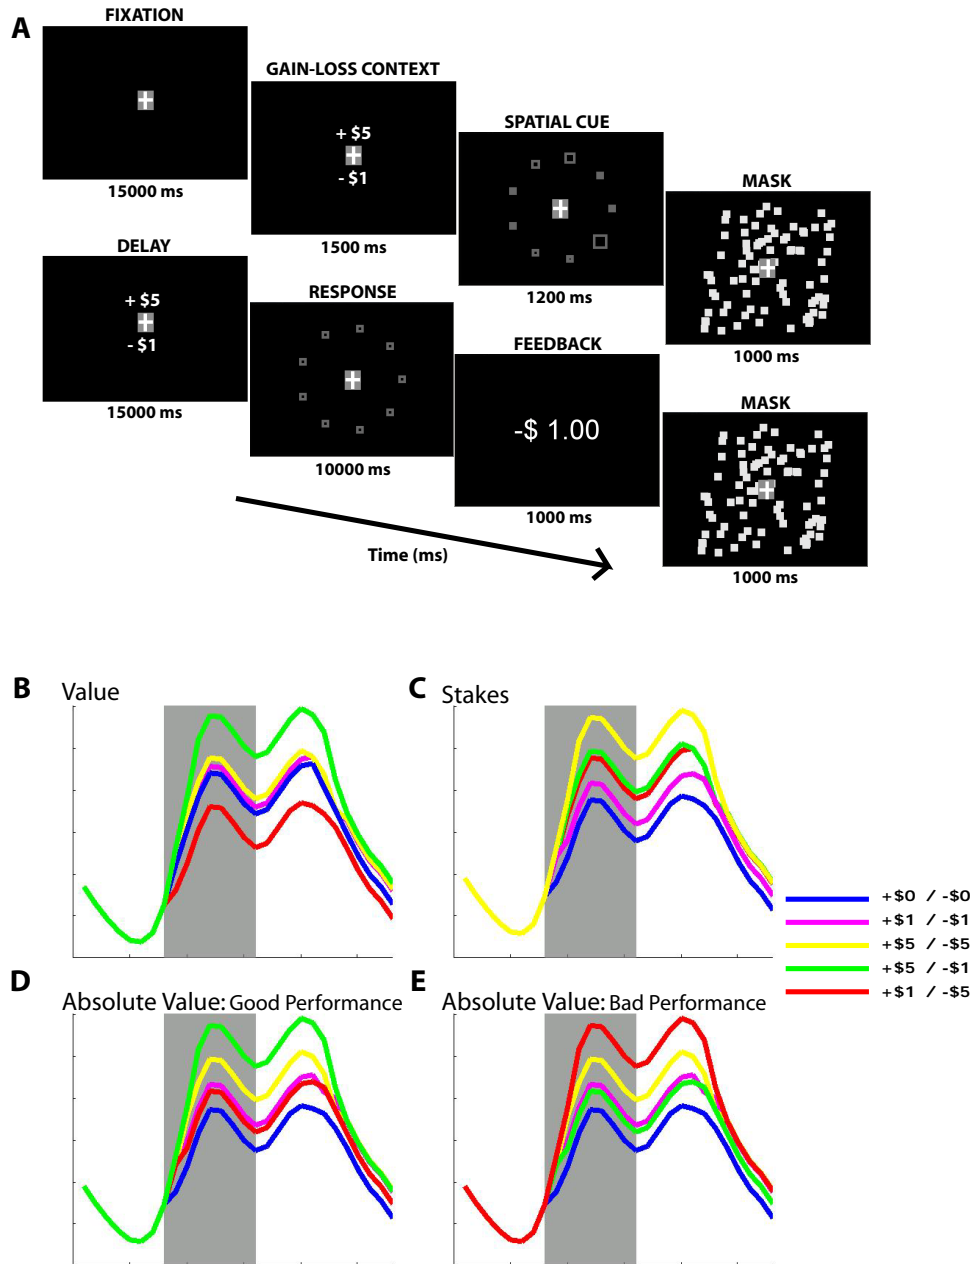 A
FIXATION
15000 ms
GAIN-LOSS CONTEXT
+ $5
- $1
1500 ms
SPATIAL CUE
1200 ms
MASK
1000 ms
DELAY
+ $5
- $1
15000 ms
RESPONSE
10000 ms
FEEDBACK
-$ 1.00
1000 ms
MASK
1000 ms
Time (ms)
B Value
C Stakes
+$0 / -$0
+$1 / -$1
+$5 / -$5
+$5 / -$1
+$1 / -$5
D Absolute Value: Good Performance
E Absolute Value: Bad Performance